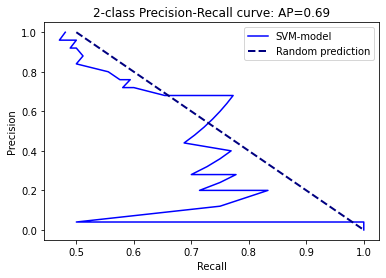 2-class Precision-Recall curve: AP=0.69
SVM-model
Random prediction
Precision
1.0
0.8
0.6
0.4
0.2
0.0
0.5 0.6 0.7 0.8 0.9 1.0
Recall